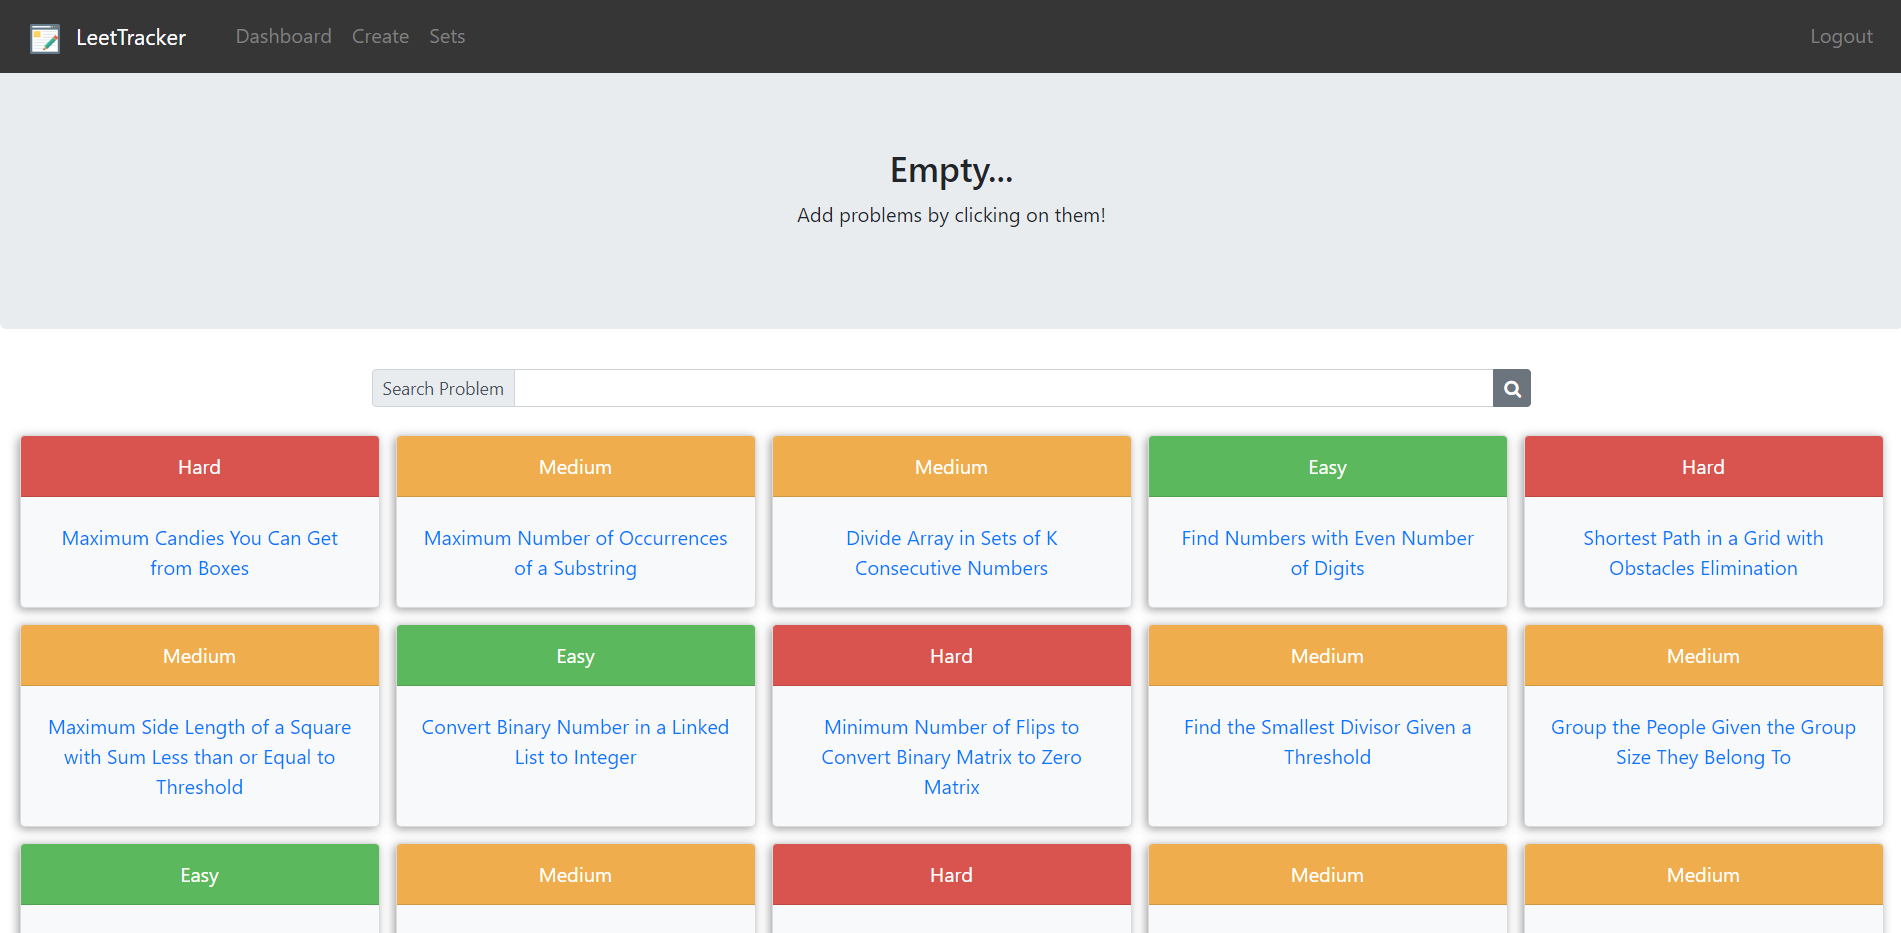 LeetTracker Dashboard Create Sets Logout
Empty...
Add problems by clicking on them!
Search Problem
Hard
Maximum Candies You Can Get
from Boxes
Medium
Maximum Number of Occurrences
of a Substring
Medium
Divide Array in Sets of K
Consecutive Numbers
Easy
Find Numbers with Even Number
of Digits
Hard
Shortest Path in a Grid with
Obstacles Elimination
Medium
Maximum Side Length of a Square
with Sum Less than or Equal to
Threshold
Easy
Convert Binary Number in a Linked
List to Integer
Hard
Minimum Number of Flips to
Convert Binary Matrix to Zero
Matrix
Medium
Find the Smallest Divisor Given a
Threshold
Medium
Group the People Given the Group
Size They Belong To
Easy
Medium
Hard
Medium
Medium